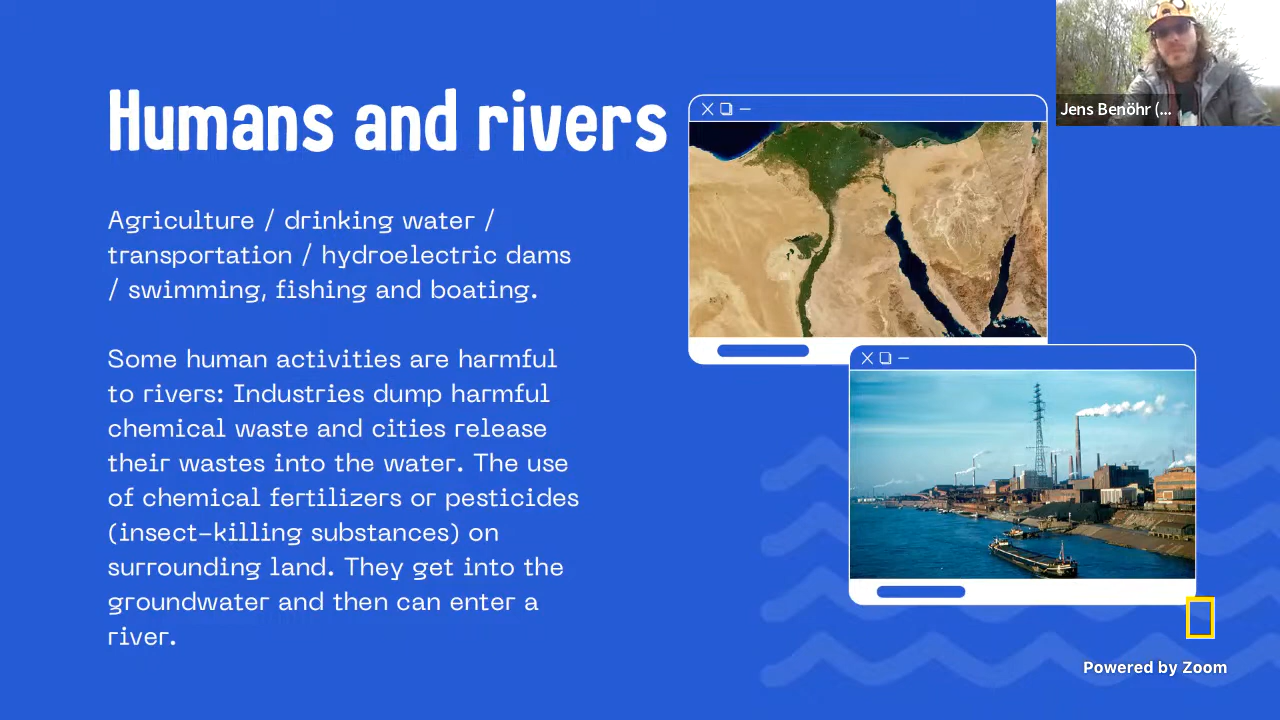 Humans and rivers
Agriculture / drinking water /
transportation / hydroelectric dams
/ swimming, fishing and boating.
Some human activities are harmful
to rivers: Industries dump harmful
chemical waste and cities release
their wastes into the water. The use
of chemical fertilizers or pesticides
(insect-killing substances) on
surrounding land. They get into the
groundwater and then can enter a
river.
Jens Benöhr (...
Powered by Zoom